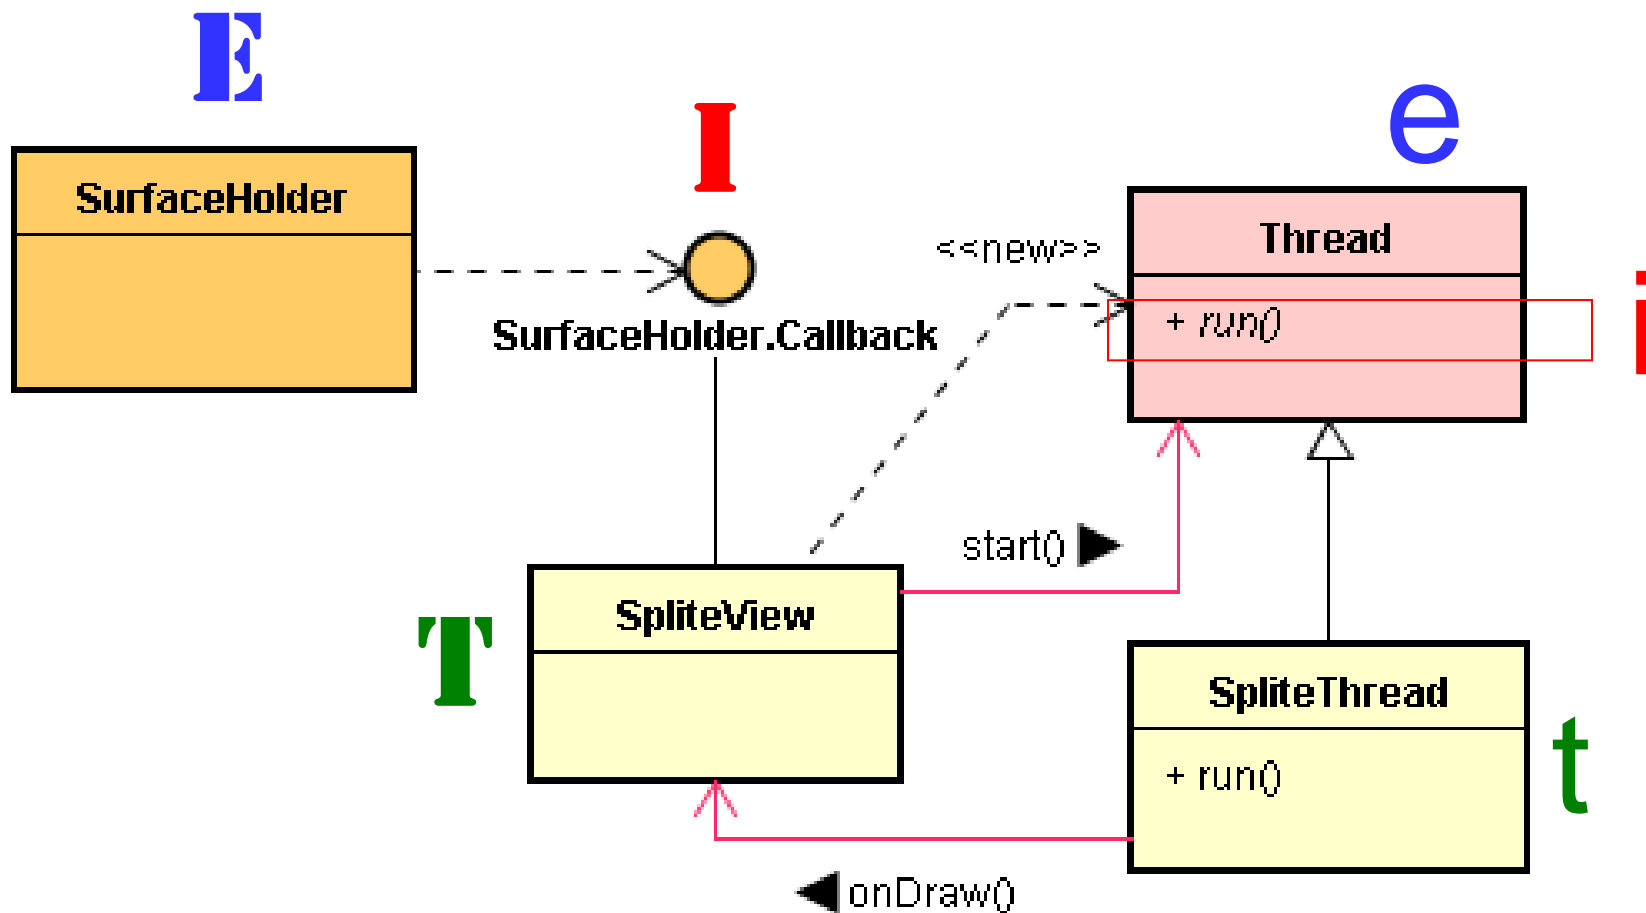 E
I
e
SurfaceHolder
<<new>>
Thread
i
+ run()
SurfaceHolder.Callback
start()
SpliteView
T
SpliteThread
t
+ run()
onDraw()